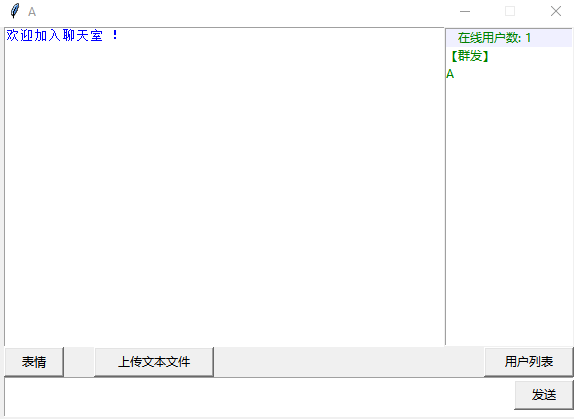 A
欢迎加入聊天室 ！
在线用户数: 1
【群发】
A
表情
上传文本文件
用户列表
发送